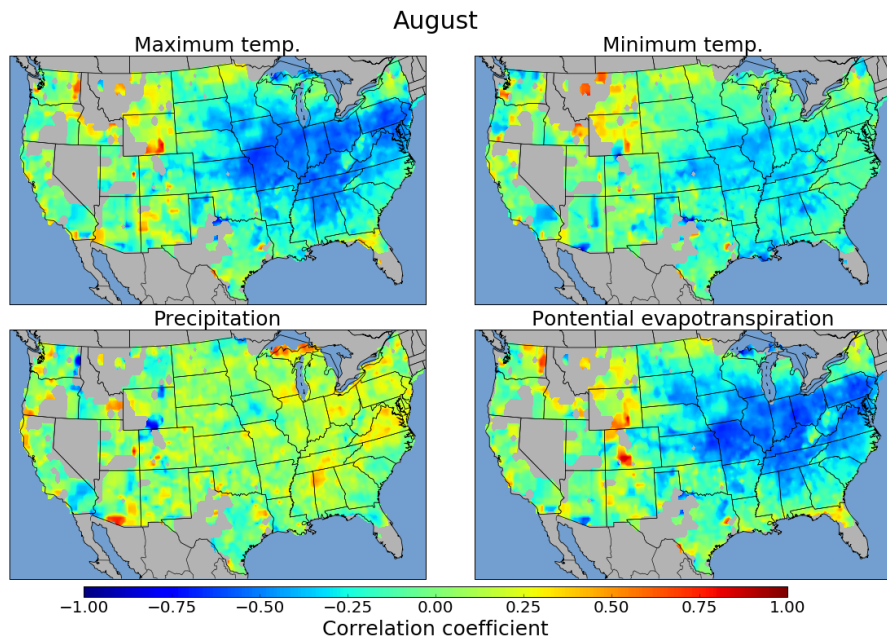 August
Maximum temp.
Minimum temp.
Precipitation
Pontential evapotranspiration
−1.00 −0.75 −0.50 −0.25 0.00 0.25 0.50 0.75 1.00
Correlation coefficient